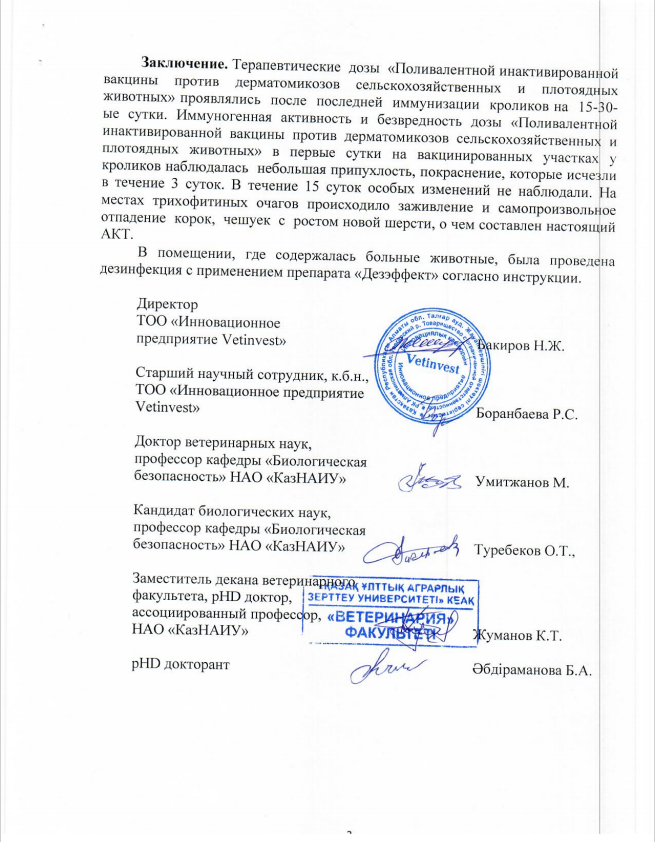 Заключение. Терапевтические дозы «Поливалентной инактивированной
вакцины против дерматомикозов сельскохозяйственных и плотоядных
животных» проявлялись после последней иммунизации кроликов на 15-30-
ые сутки. Иммуногенная активность и безвредность дозы «Поливалентной
инактивированной вакцины против дерматомикозов сельскохозяйственных и
плотоядных животных» в первые сутки на вакцинированных участках у
кроликов наблюдалась небольшая припухлость, покраснение, которые исчезли
в течение 3 суток. В течение 15 суток особых изменений не наблюдали. На
местах трихофитиных очагов происходило заживление и самопроизвольное
отпадение корок, чешуек с ростом новой шерсти, о чем составлен настоящий
АКТ.
В помещении, где содержалась больные животные, была проведена
дезинфекция с применением препарата «Дезэффект» согласно инструкции.
Директор
ТОО «Инновационное
предприятие Vetinvest»
Бакиров Н.Ж.
Vetinvest
Старший научный сотрудник, к.б.н.,
ТОО «Инновационное предприятие
Vetinvest»
Боранбаева Р.С.
Доктор ветеринарных наук,
профессор кафедры «Биологическая
безопасность» НАО «КазНАИУ»
Умитжанов М.
Кандидат биологических наук,
профессор кафедры «Биологическая
безопасность» НАО «КазНАИУ»
Туребеков О.Т.,
Заместитель декана ветеринарного
факультета, pHD доктор,
ассоциированный профессор,
НАО «КазНАИУ»
ҚАЗАҚ ҰЛТТЫҚ АГРАРЛЫҚ
ЗЕРТТЕУ УНИВЕРСИТЕТІ» КЕАҚ
«ВЕТЕРИНАРИЯ»
ФАКУЛЬТЕТІ
Жуманов К.Т.
pHD докторант
Әбдіраманова Б.А.